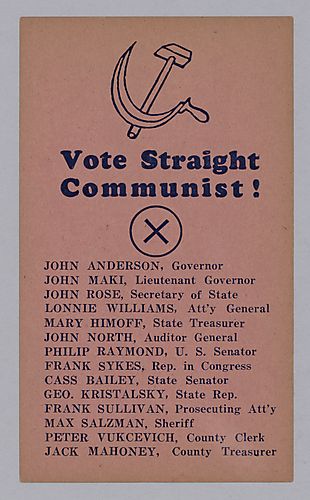 Vote Straight
Communist!
JOHN ANDERSON, Governor
JOHN MAKI, Lieutenant Governor
JOHN ROSE, Secretary of State
LONNIE WILLIAMS, Att'y General
MARY HIMOFF, State Treasurer
JOHN NORTH, Auditor General
PHILIP RAYMOND, U. S. Senator
FRANK SYKES, Rep. in Congress
CASS BAILEY, State Senator
GEO. KRISTALSKY, State Rep.
FRANK SULLIVAN, Prosecuting Att'y
MAX SALZMAN, Sheriff
PETER VUKCEVICH, County Clerk
JACK MAHONEY, County Treasurer